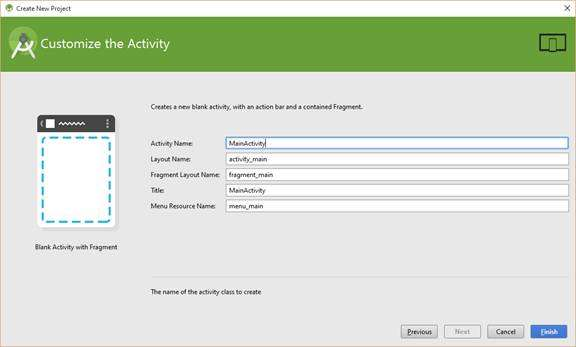 Create New Project
Customize the Activity
Creates a new blank activity, with an action bar and a contained Fragment.
Activity Name: MainActivity
Layout Name: activity_main
Fragment Layout Name: fragment_main
Title: MainActivity
Menu Resource Name: menu_main
Blank Activity with Fragment
The name of the activity class to create
Previous Next Cancel Finish